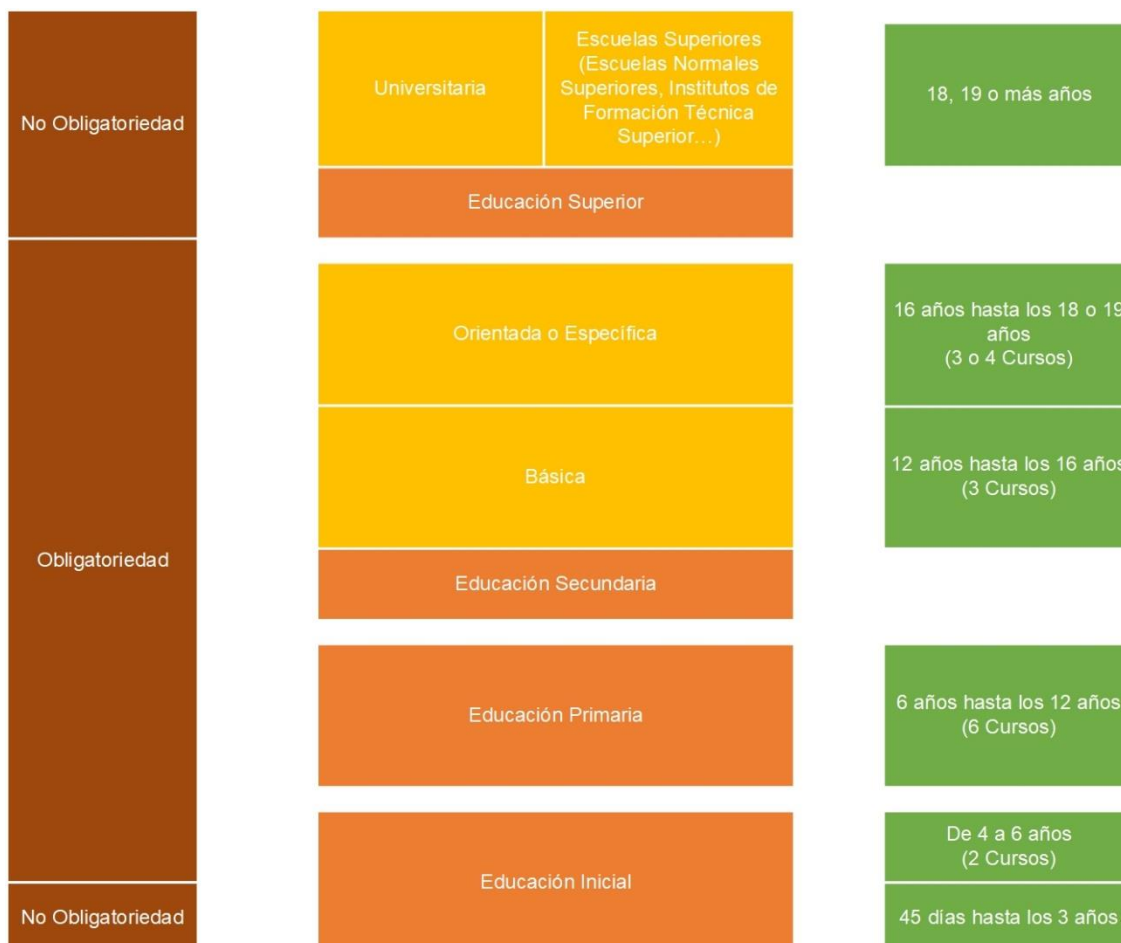 No Obligatoriedad
Universitaria
Escuelas Superiores
(Escuelas Normales
Superiores, Institutos de
Formación Técnica
Superior…)
18, 19 o más años
Educación Superior
Obligatoriedad
Orientada o Específica
16 años hasta los 18 o 19
años
(3 o 4 Cursos)
Básica
12 años hasta los 16 años
(3 Cursos)
Educación Secundaria
Educación Primaria
6 años hasta los 12 años
(6 Cursos)
Educación Inicial
De 4 a 6 años
(2 Cursos)
No Obligatoriedad
45 días hasta los 3 años